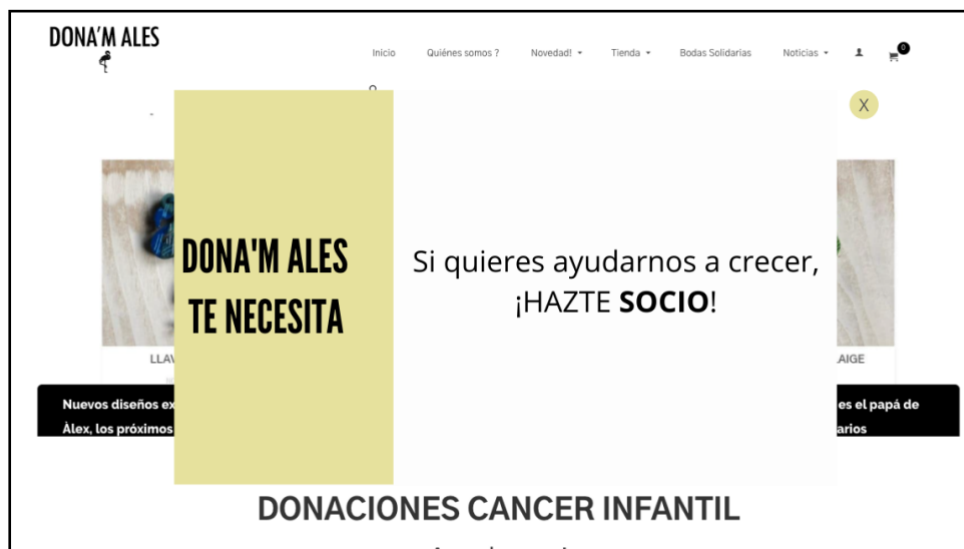 DONA'M ALES
Inicio Quiénes somos ? Novedad! Tienda Bodas Solidarias Noticias 0
X
DONA'M ALES
TE NECESITA
Si quieres ayudarnos a crecer,
¡HAZTE SOCIO!
Nuevos diseños
es el papá de
Àlex, los próximos
DONACIONES CANCER INFANTIL